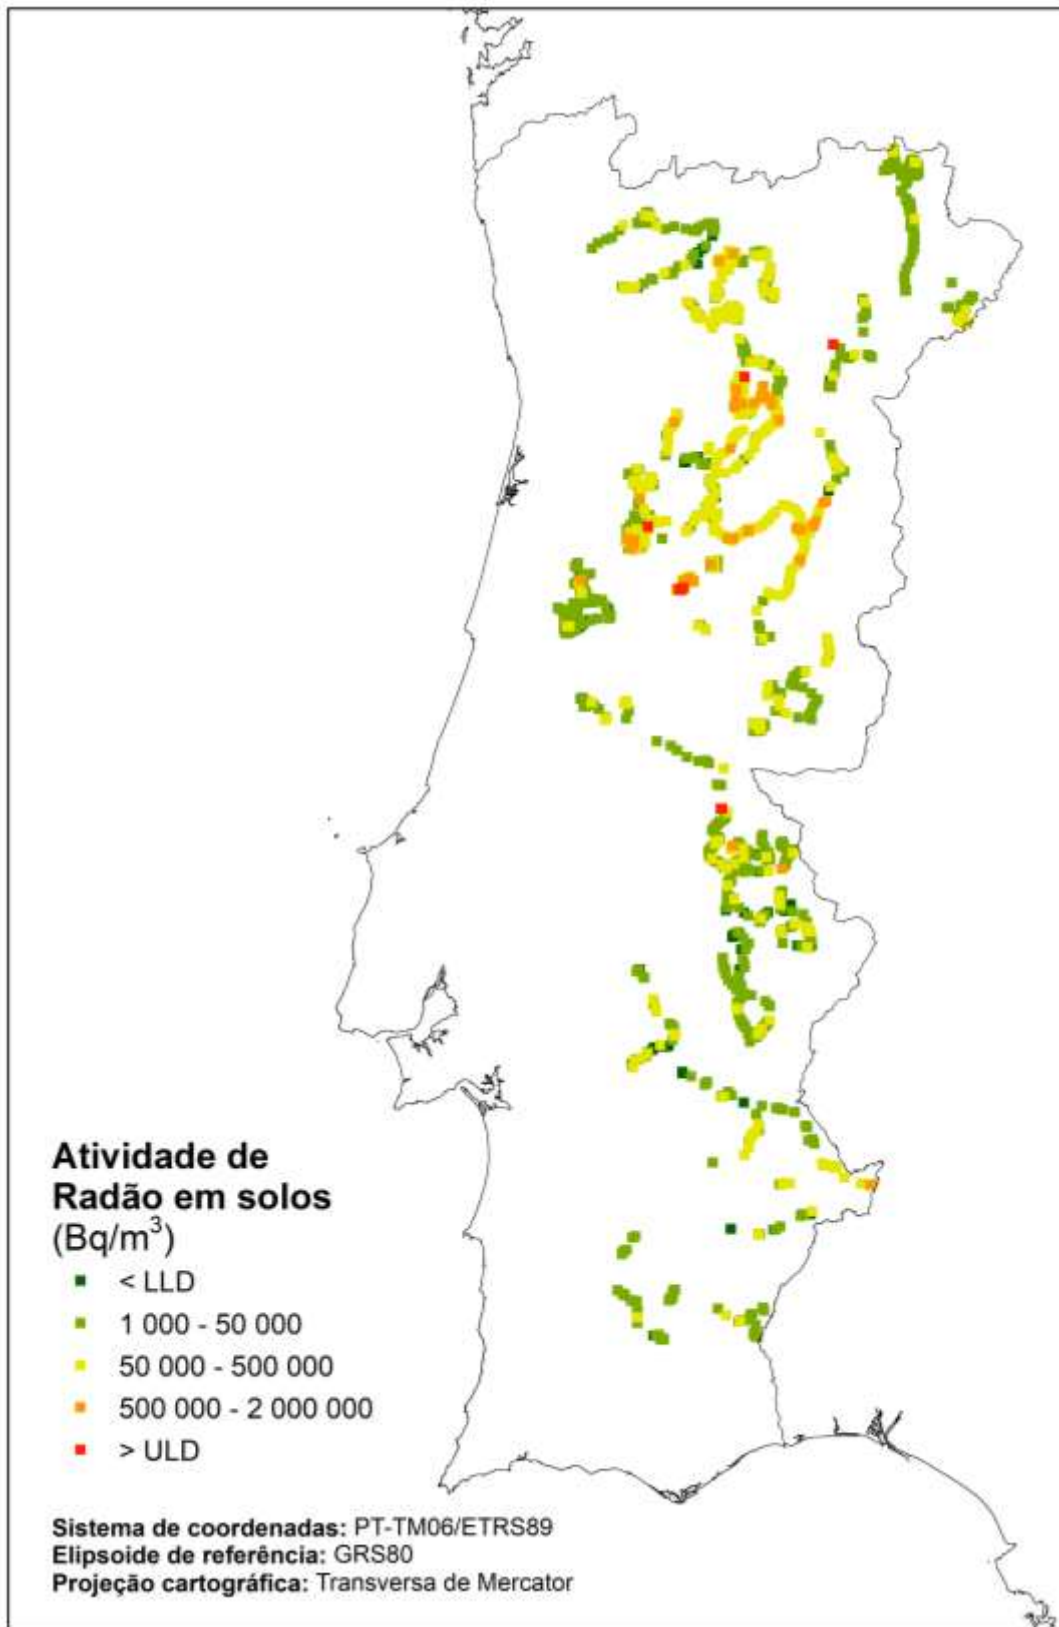 Atividade de
Radão em solos
(Bq/m³)
< LLD
1 000 - 50 000
50 000 - 500 000
500 000 - 2 000 000
> ULD
Sistema de coordenadas: PT-TM06/ETRS89
Elipsoide de referência: GRS80
Projeção cartográfica: Transversa de Mercator